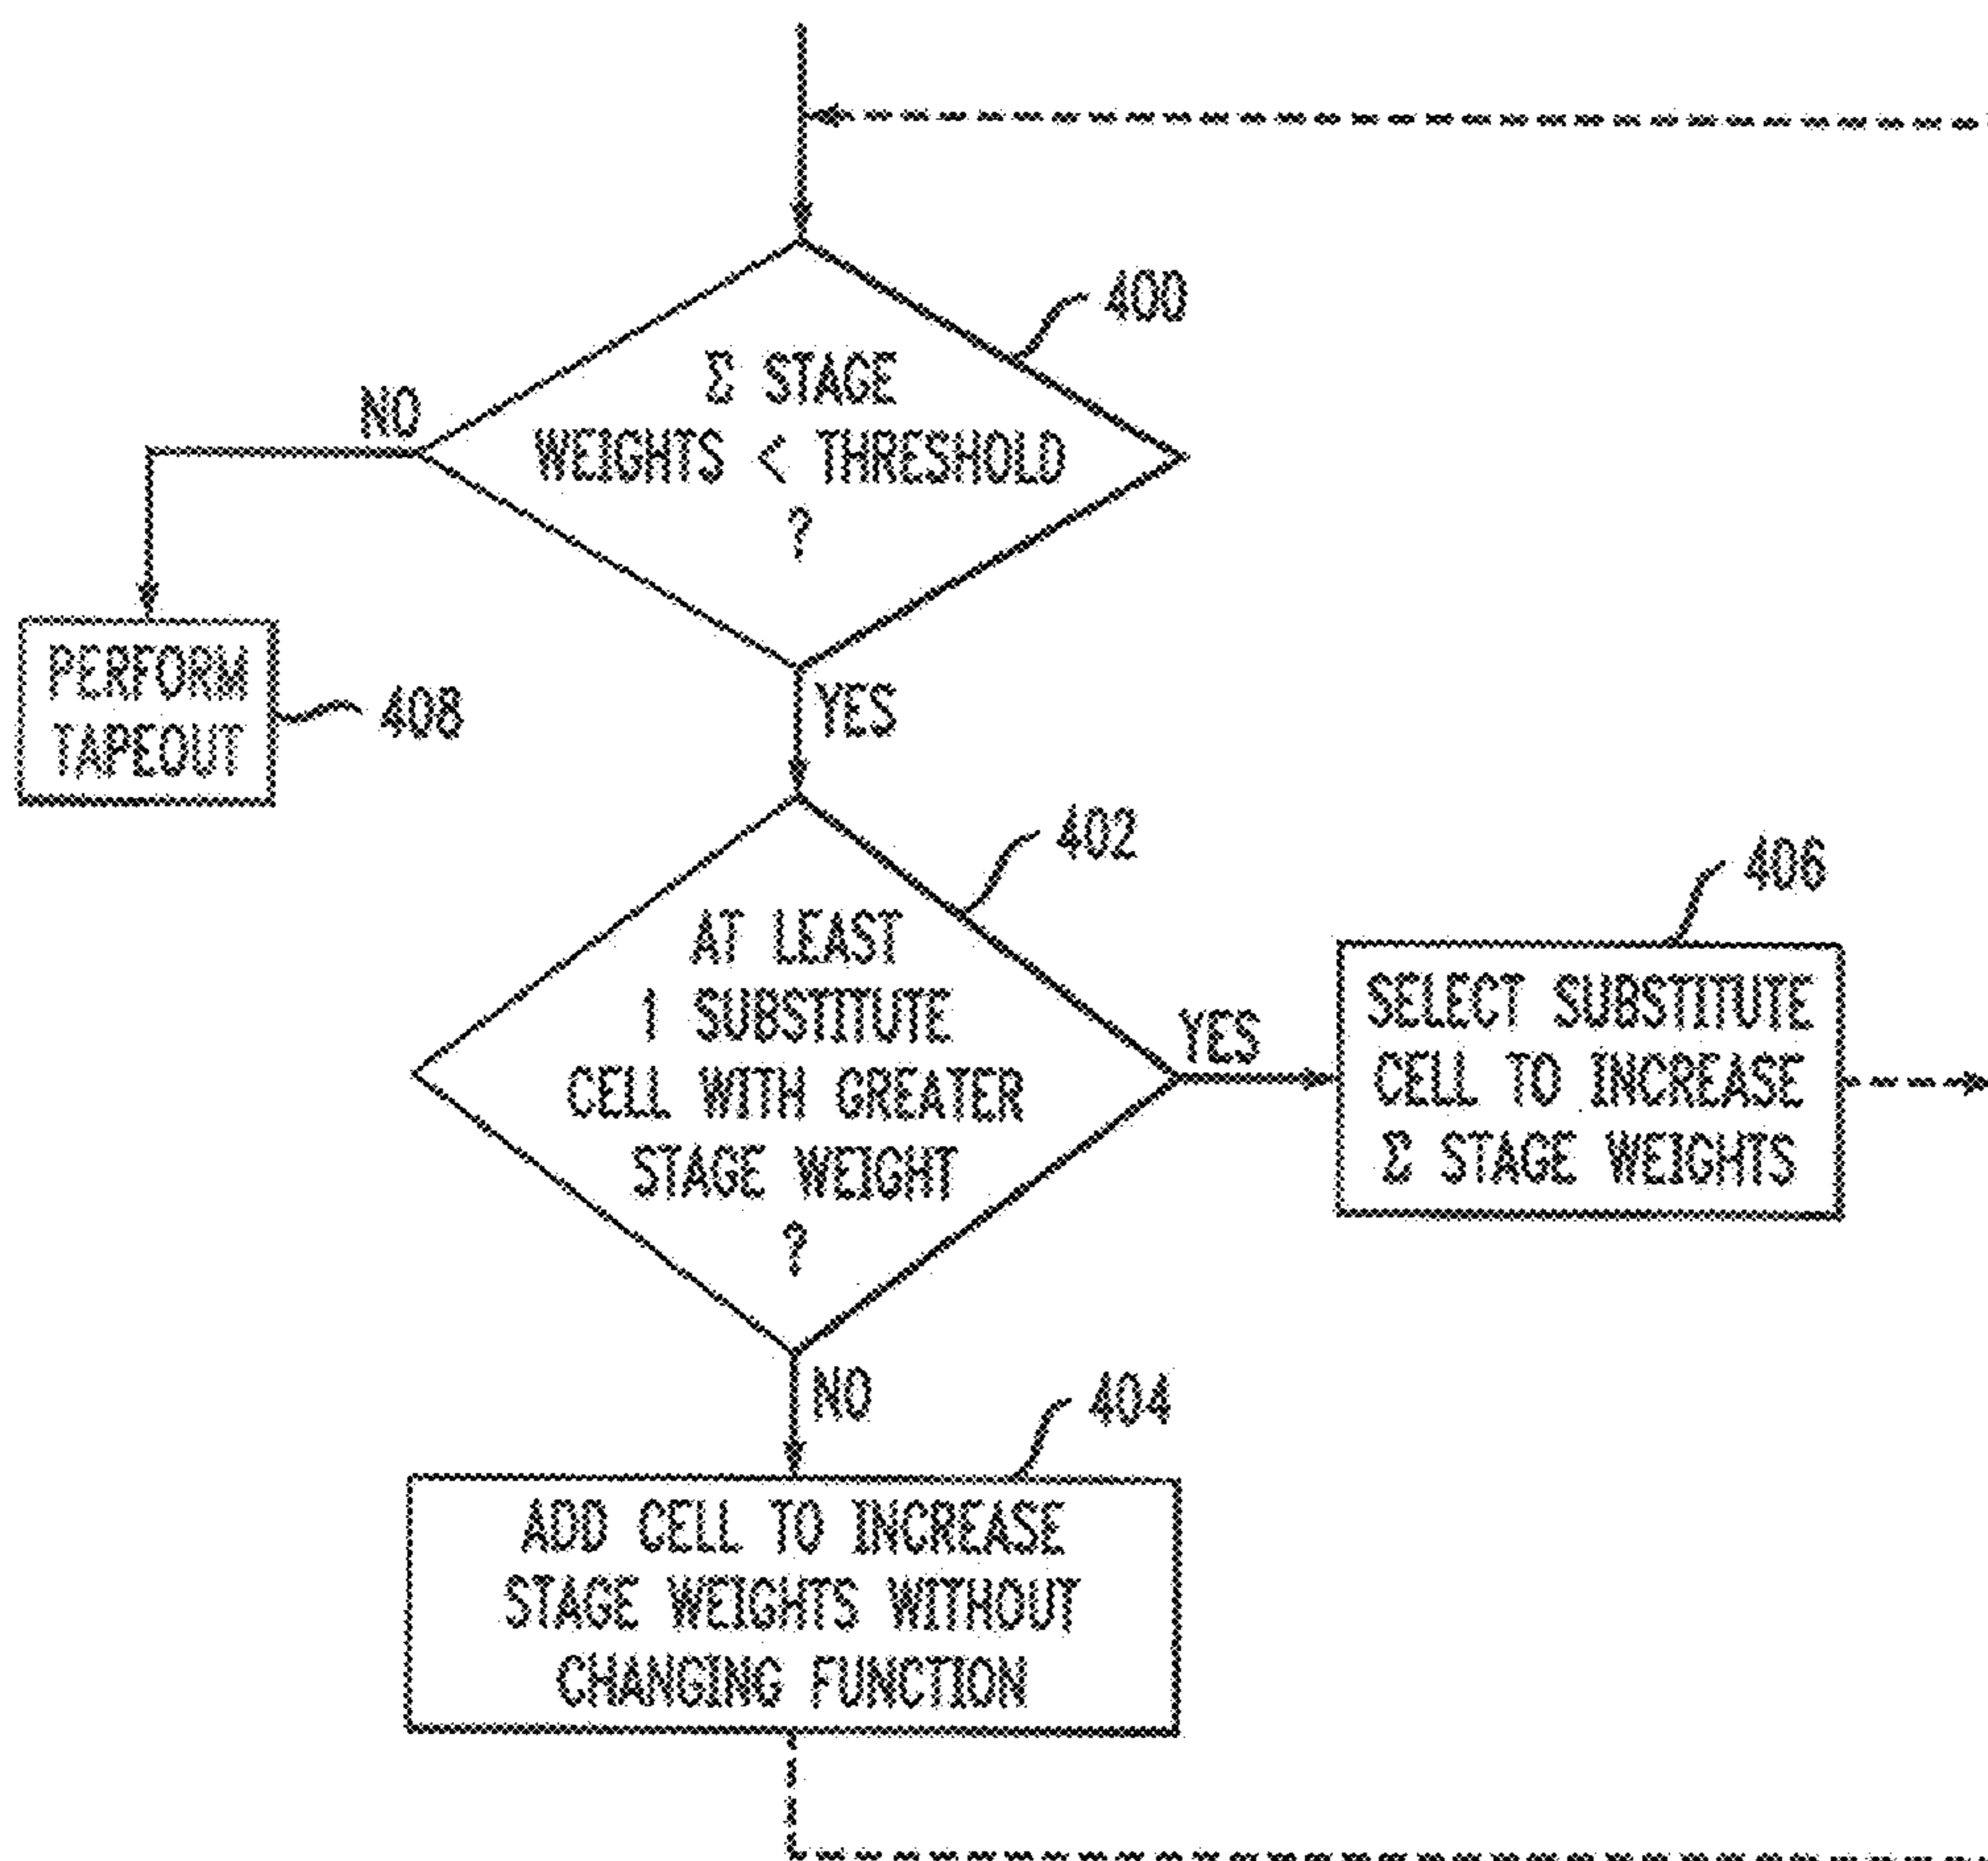 400
Σ STAGE
WEIGHTS < THRESHOLD
?
NO
YES
PERFORM
TAPEOUT
408
402
AT LEAST
1 SUBSTITUTE
CELL WITH GREATER
STAGE WEIGHT
?
YES
406
SELECT SUBSTITUTE
CELL TO INCREASE
Σ STAGE WEIGHTS
NO
404
ADD CELL TO INCREASE
STAGE WEIGHTS WITHOUT
CHANGING FUNCTION